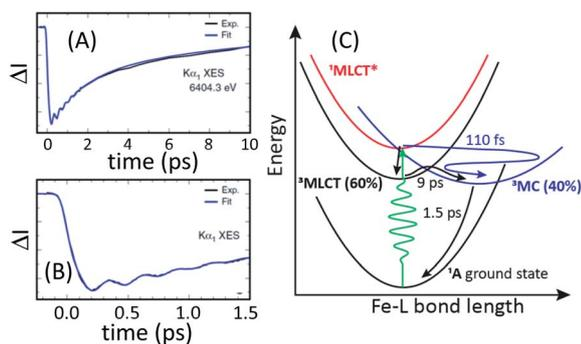 (A)
Exp.
Fit
Kα₁ XES
6404.3 eV
ΔI
0 2 4 6 8 10
time (ps)
(B)
Exp.
Fit
Kα₁ XES
ΔI
0.0 0.5 1.0 1.5
time (ps)
(C)
¹MLCT*
110 fs
³MLCT (60%)
9 ps
³MC (40%)
1.5 ps
¹A ground state
Energy
Fe-L bond length